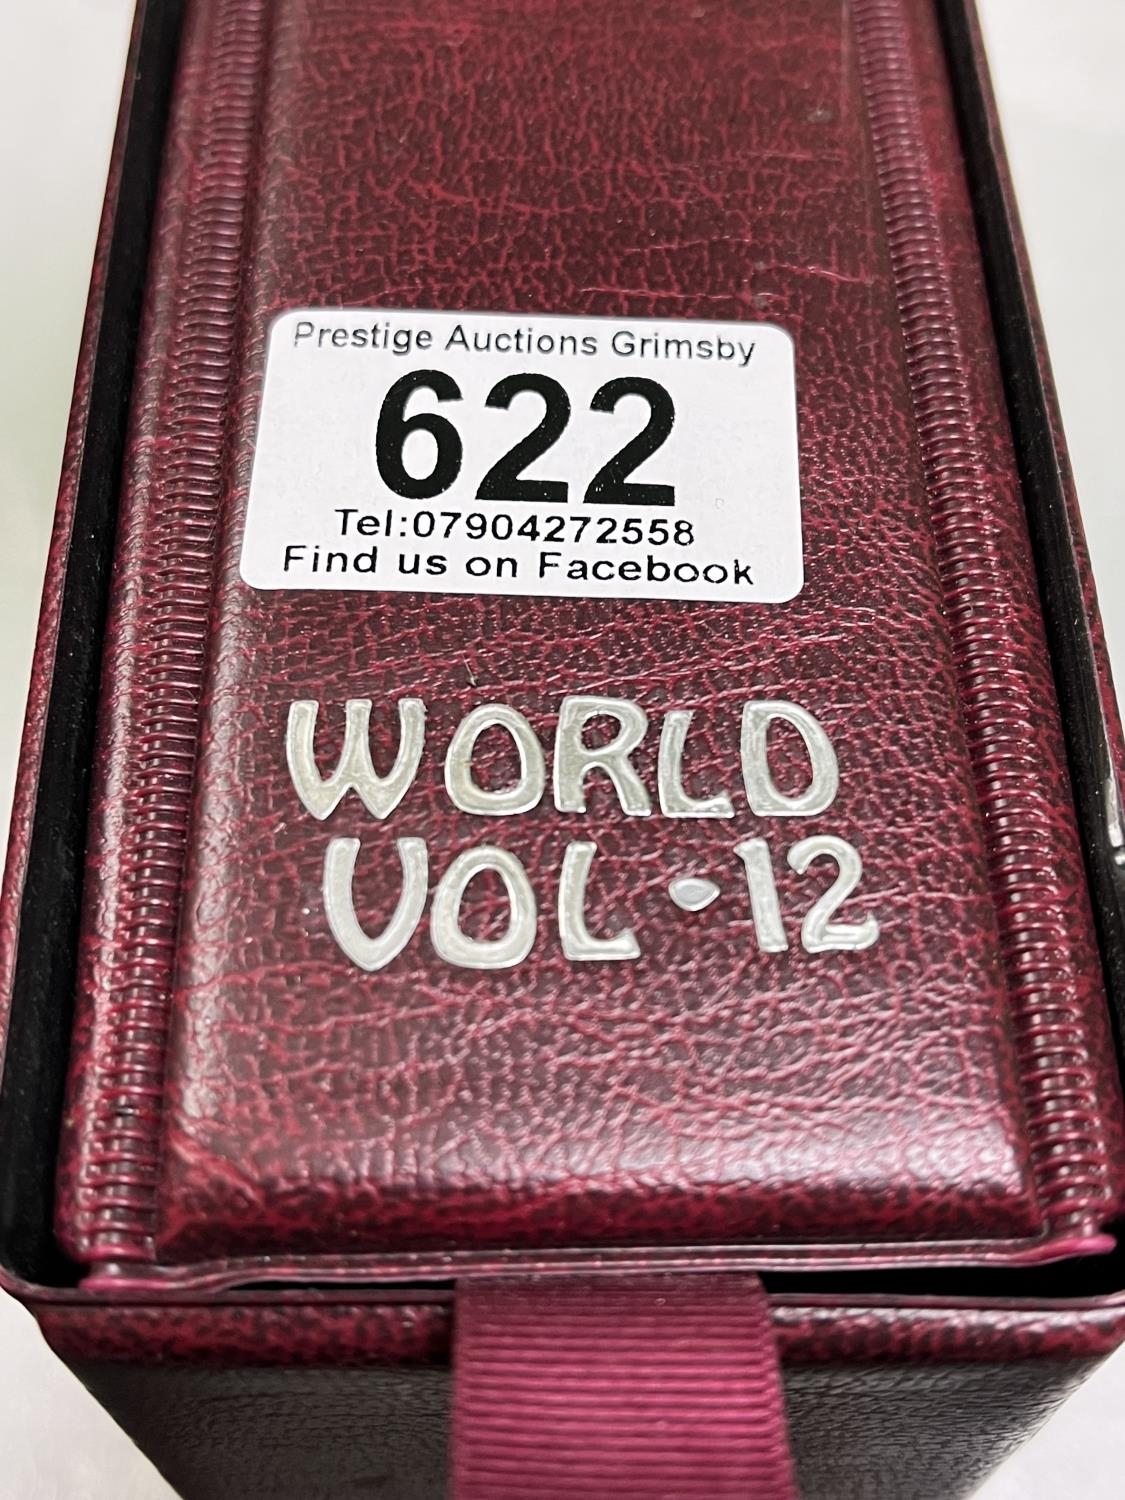 Prestige Auctions Grimsby
622
Tel:07904272558
Find us on Facebook
WORLD
VOL·12